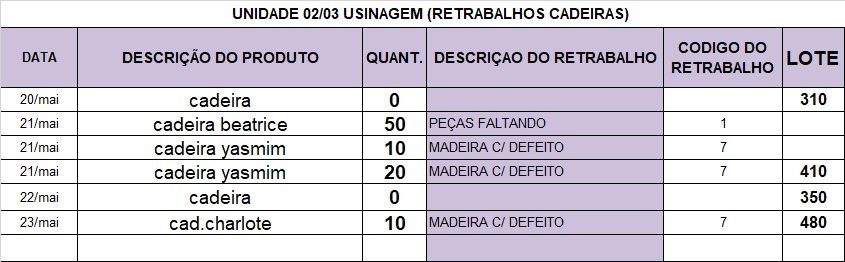 UNIDADE 02/03 USINAGEM (RETRABALHOS CADEIRAS)
DATA DESCRIÇÃO DO PRODUTO QUANT. DESCRIÇAO DO RETRABALHO CODIGO DO RETRABALHO LOTE
20/mai cadeira 0 310
21/mai cadeira beatrice 50 PEÇAS FALTANDO 1
21/mai cadeira yasmim 10 MADEIRA C/ DEFEITO 7
21/mai cadeira yasmim 20 MADEIRA C/ DEFEITO 7 410
22/mai cadeira 0 350
23/mai cad.charlote 10 MADEIRA C/ DEFEITO 7 480